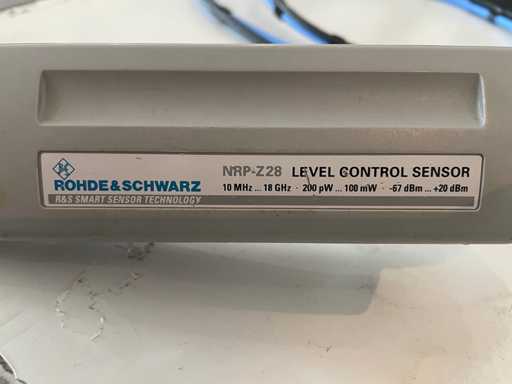 NRP-Z28 LEVEL CONTROL SENSOR
ROHDE&SCHWARZ
10 MHz ... 18 GHz · 200 pW ... 100 mW · -67 dBm ... +20 dBm
R&S SMART SENSOR TECHNOLOGY